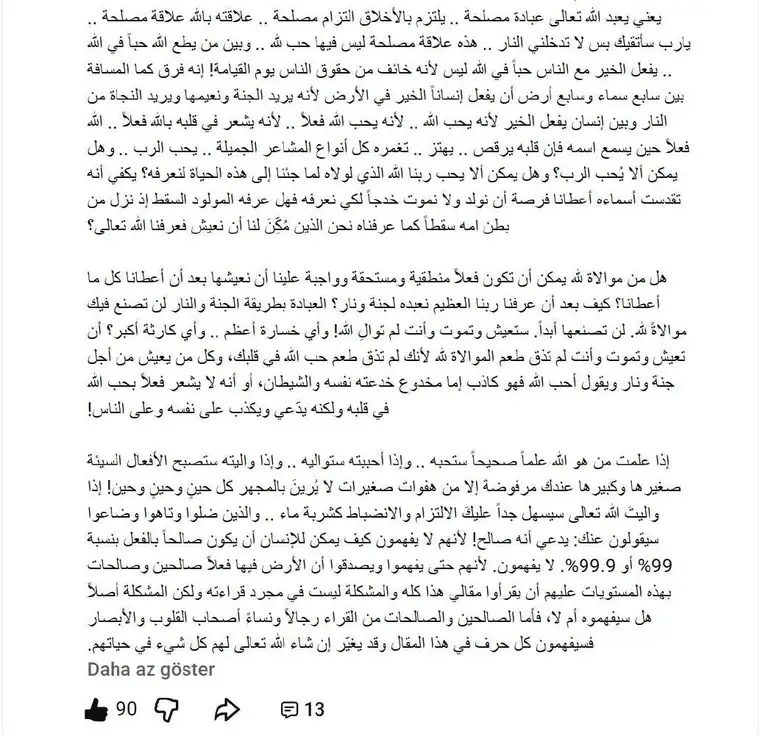 يعني يعبد الله تعالى عبادة مصلحة .. يلتزم بالأخلاق التزام مصلحة .. علاقته بالله علاقة مصلحة ..
يارب سأتقيك بس لا تدخلني النار .. هذه علاقة مصلحة ليس فيها حب لله .. وبين من يطع الله حباً في الله
.. يفعل الخير مع الناس حباً في الله ليس لأنه خائف من حقوق الناس يوم القيامة! إنه فرق كما المسافة
بين سابع سماء وسابع أرض أن يفعل إنساناً الخير في الأرض لأنه يريد الجنة ونعيمها ويريد النجاة من
النار وبين إنسان يفعل الخير لأنه يحب الله .. لأنه يحب الله فعلاً .. لأنه يشعر في قلبه بالله فعلاً .. الله
فعلاً حين يسمع اسمه فإن قلبه يرقص .. يهتز .. تغمره كل أنواع المشاعر الجميلة .. يحب الرب .. وهل
يمكن ألا يُحب الرب؟ وهل يمكن ألا يحب ربنا الله الذي لولاه لما جئنا إلى هذه الحياة لنعرفه؟ يكفي أنه
تقدست أسماءه أعطانا فرصة أن نولد ولا نموت خدجاً لكي نعرفه فهل عرفه المولود السقط إذ نزل من
بطن امه سقطاً كما عرفناه نحن الذين مُكِّنَ لنا أن نعيش فعرفنا الله تعالى؟
هل من موالاة لله يمكن أن تكون فعلاً منطقية ومستحقة وواجبة علينا أن نعيشها بعد أن أعطانا كل ما
أعطانا؟ كيف بعد أن عرفنا ربنا العظيم نعبده لجنة ونار؟ العبادة بطريقة الجنة والنار لن تصنع فيك
موالاةً لله. لن تصنعها أبداً. ستعيش وتموت وأنت لم توالِ الله! وأي خسارة أعظم .. وأي كارثة أكبر؟ أن
تعيش وتموت وأنت لم تذق طعم الموالاة لله لأنك لم تذق طعم حب الله في قلبك، وكل من يعيش من أجل
جنة ونار ويقول أحب الله فهو كاذب إما مخدوع خدعته نفسه والشيطان، أو أنه لا يشعر فعلاً بحب الله
في قلبه ولكنه يدّعي ويكذب على نفسه وعلى الناس!
إذا علمت من هو الله علماً صحيحاً ستحبه .. وإذا أحببته ستواليه .. وإذا واليته ستصبح الأفعال السيئة
صغيرها وكبيرها عندك مرفوضة إلا من هفوات صغيرات لا يُرينَ بالمجهر كل حينٍ وحينٍ وحين! إذا
واليتَ الله تعالى سيسهل جداً عليكَ الالتزام والانضباط كشربة ماء .. والذين ضلوا وتاهوا وضاعوا
سيقولون عنك: يدعي أنه صالح! لأنهم لا يفهمون كيف يمكن للإنسان أن يكون صالحاً بالفعل بنسبة
99% أو 99.9%. لا يفهمون. لأنهم حتى يفهموا ويصدقوا أن الأرض فيها فعلاً صالحين وصالحات
بهذه المستويات عليهم أن يقرأوا مقالي هذا كله والمشكلة ليست في مجرد قراءته ولكن المشكلة أصلاً
هل سيفهموه أم لا، فأما الصالحين والصالحات من القراء رجالاً ونساءً أصحاب القلوب والأبصار
فسيفهمون كل حرف في هذا المقال وقد يغيّر إن شاء الله تعالى لهم كل شيء في حياتهم.
Daha az göster
90 13